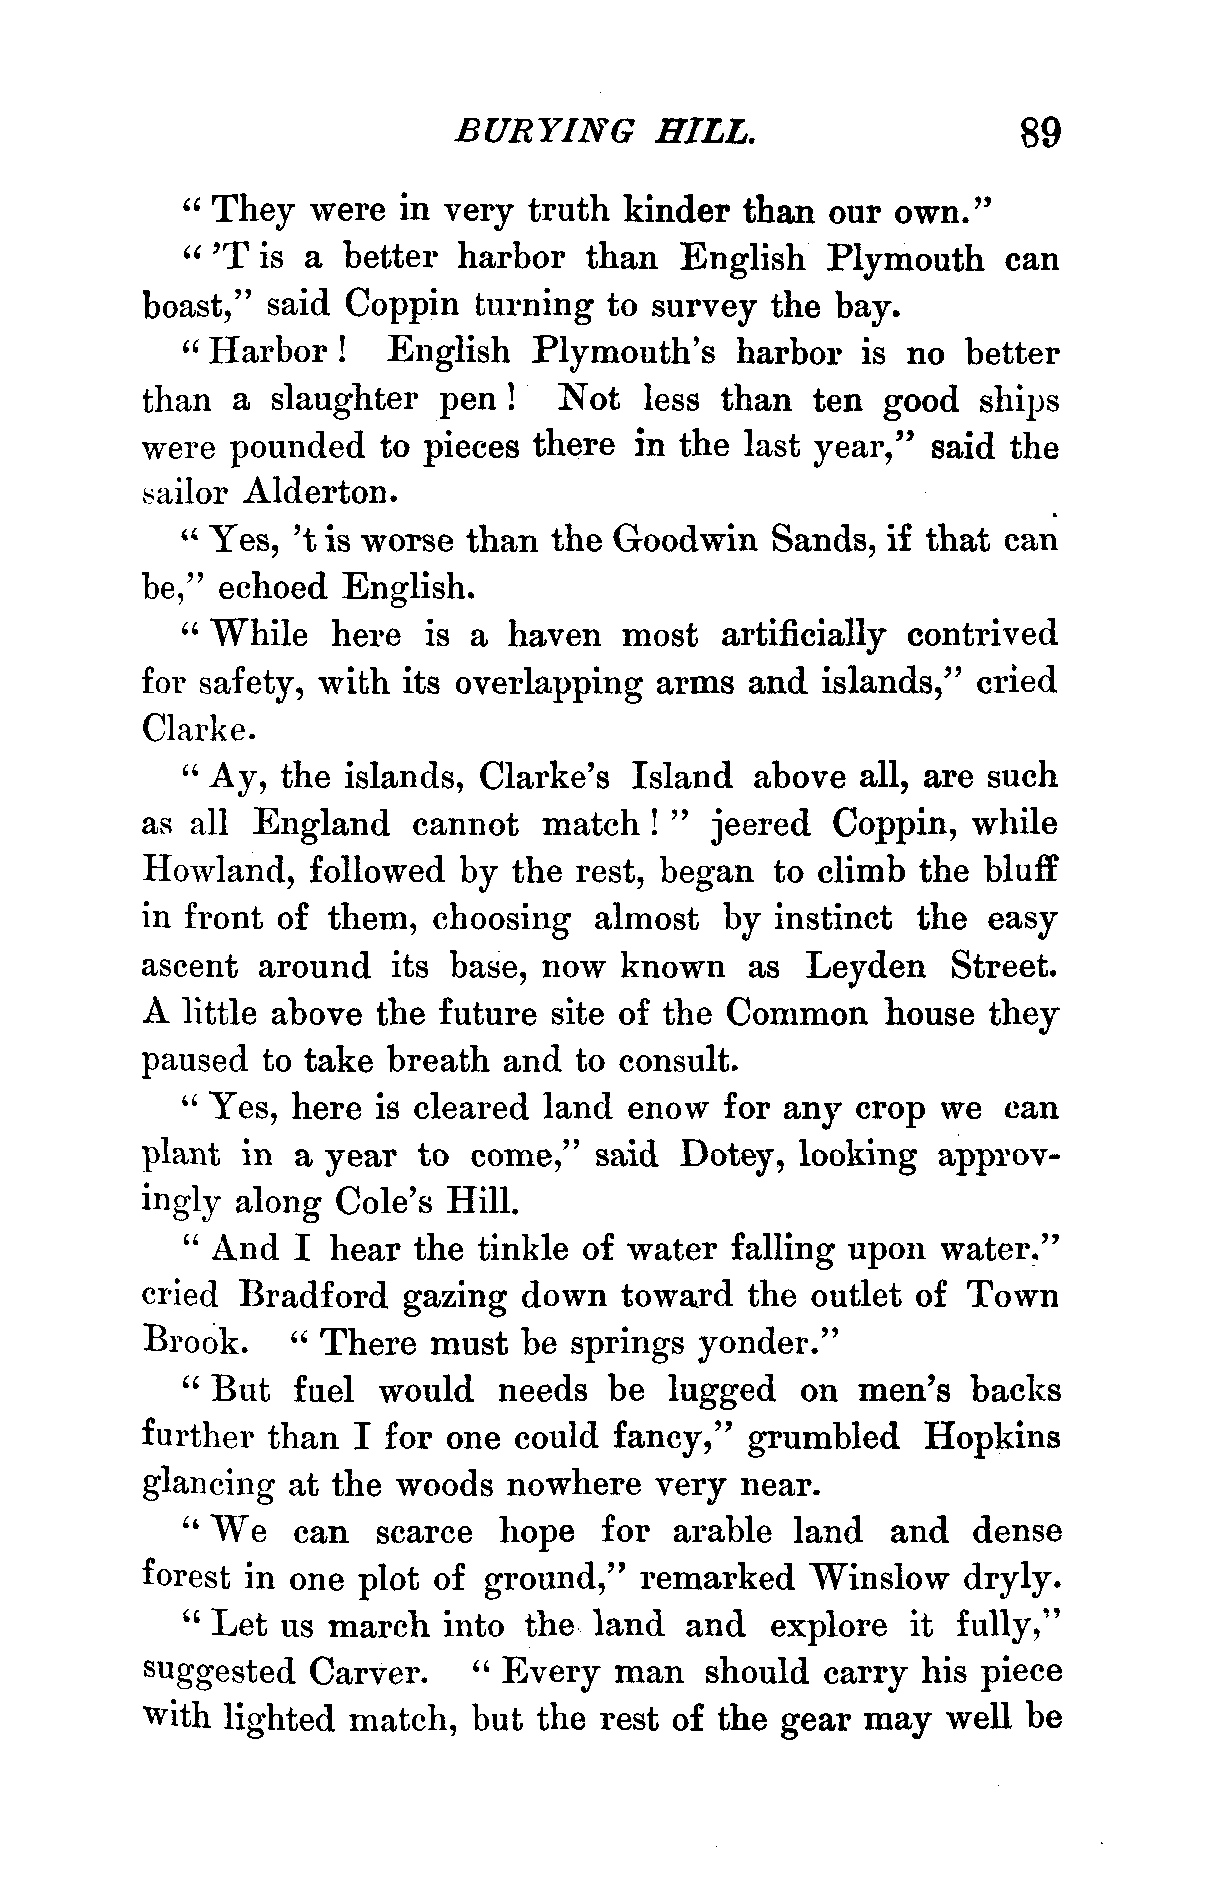 BURYING HILL. 89
" They were in very truth kinder than our own."
" 'T is a better harbor than English Plymouth can
boast," said Coppin turning to survey the bay.
" Harbor ! English Plymouth's harbor is no better
than a slaughter pen ! Not less than ten good ships
were pounded to pieces there in the last year," said the
sailor Alderton.
" Yes, 't is worse than the Goodwin Sands, if that can
be," echoed English.
" While here is a haven most artificially contrived
for safety, with its overlapping arms and islands," cried
Clarke.
" Ay, the islands, Clarke's Island above all, are such
as all England cannot match ! " jeered Coppin, while
Howland, followed by the rest, began to climb the bluff
in front of them, choosing almost by instinct the easy
ascent around its base, now known as Leyden Street.
A little above the future site of the Common house they
paused to take breath and to consult.
" Yes, here is cleared land enow for any crop we can
plant in a year to come," said Dotey, looking approv-
ingly along Cole's Hill.
" And I hear the tinkle of water falling upon water."
cried Bradford gazing down toward the outlet of Town
Brook. " There must be springs yonder."
" But fuel would needs be lugged on men's backs
further than I for one could fancy," grumbled Hopkins
glancing at the woods nowhere very near.
" We can scarce hope for arable land and dense
forest in one plot of ground," remarked Winslow dryly.
" Let us march into the land and explore it fully,"
suggested Carver. " Every man should carry his piece
with lighted match, but the rest of the gear may well be